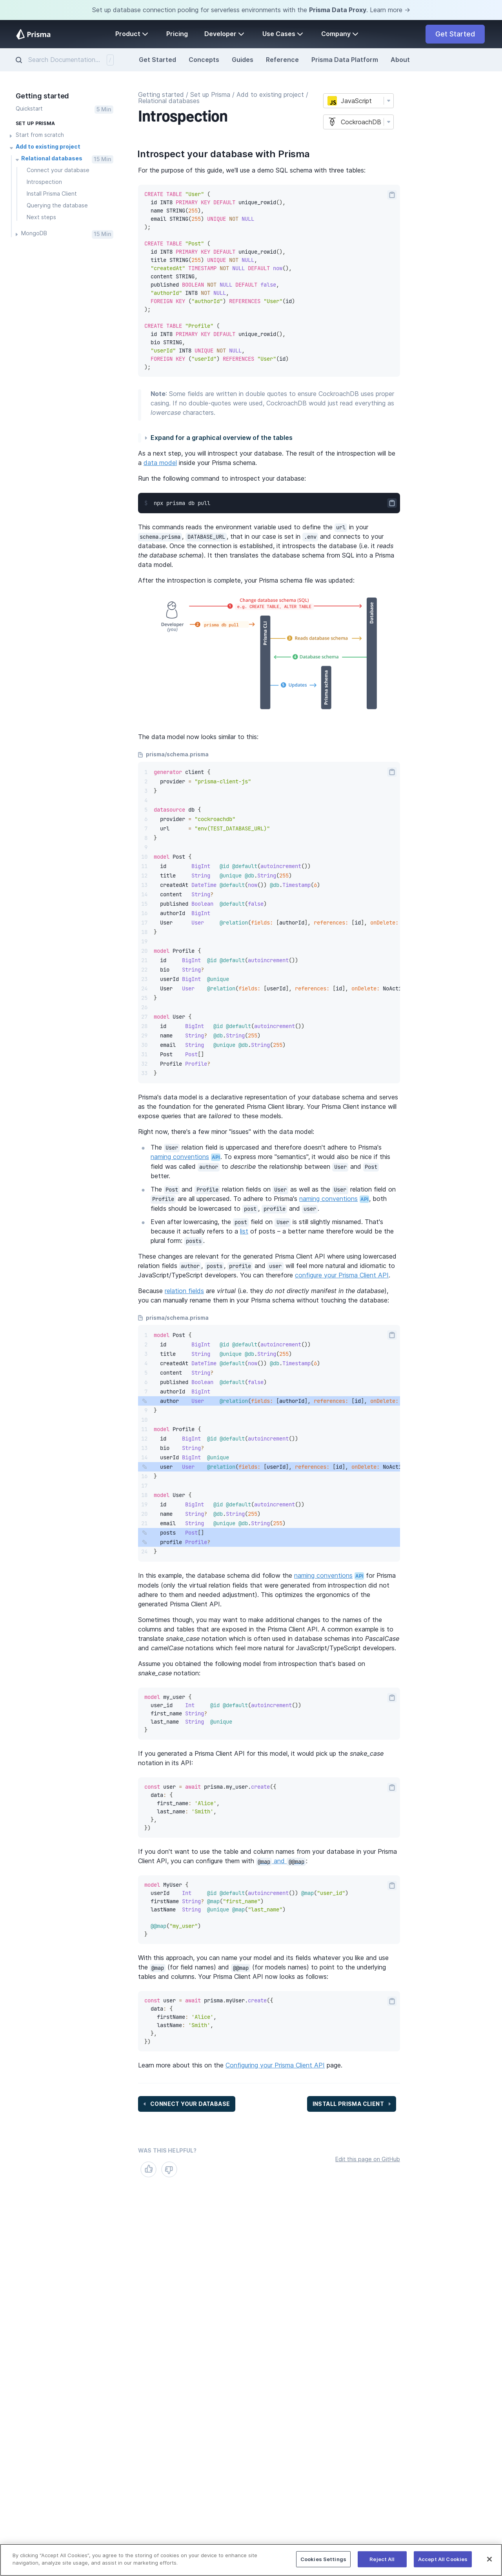 Set up database connection pooling for serverless environments with the Prisma Data Proxy. Learn more →
Prisma
Product
Pricing
Developer
Use Cases
Company
Get Started
Search Documentation...
/
Get Started
Concepts
Guides
Reference
Prisma Data Platform
About
Getting started
Quickstart
5 Min
SET UP PRISMA
Start from scratch
Add to existing project
Relational databases
15 Min
Connect your database
Introspection
Install Prisma Client
Querying the database
Next steps
MongoDB
15 Min
Getting started / Set up Prisma / Add to existing project /
Relational databases
Introspection
JS
JavaScript
CockroachDB
Introspect your database with Prisma
For the purpose of this guide, we'll use a demo SQL schema with three tables:
CREATE TABLE "User" (
id INT8 PRIMARY KEY DEFAULT unique_rowid(),
name STRING(255),
email STRING(255) UNIQUE NOT NULL
);
CREATE TABLE "Post" (
id INT8 PRIMARY KEY DEFAULT unique_rowid(),
title STRING(255) UNIQUE NOT NULL,
"createdAt" TIMESTAMP NOT NULL DEFAULT now(),
content STRING,
published BOOLEAN NOT NULL DEFAULT false,
"authorId" INT8 NOT NULL,
FOREIGN KEY ("authorId") REFERENCES "User"(id)
);
CREATE TABLE "Profile" (
id INT8 PRIMARY KEY DEFAULT unique_rowid(),
bio STRING,
"userId" INT8 UNIQUE NOT NULL,
FOREIGN KEY ("userId") REFERENCES "User"(id)
);
Note: Some fields are written in double quotes to ensure CockroachDB uses proper
casing. If no double-quotes were used, CockroachDB would just read everything as
lowercase characters.
Expand for a graphical overview of the tables
As a next step, you will introspect your database. The result of the introspection will be
a data model inside your Prisma schema.
Run the following command to introspect your database:
$ npx prisma db pull
This commands reads the environment variable used to define the url in your
schema.prisma, DATABASE_URL, that in our case is set in .env and connects to your
database. Once the connection is established, it introspects the database (i.e. it reads
the database schema). It then translates the database schema from SQL into a Prisma
data model.
After the introspection is complete, your Prisma schema file was updated:
Change database schema (SQL)
1 e.g. CREATE TABLE, ALTER TABLE
Developer
(you)
2 prisma db pull
Prisma CLI
Database
3 Reads database schema
4 Database schema
5 Updates
Prisma schema
The data model now looks similar to this:
prisma/schema.prisma
1 generator client {
2 provider = "prisma-client-js"
3 }
4
5 datasource db {
6 provider = "cockroachdb"
7 url = "env(TEST_DATABASE_URL)"
8 }
9
10 model Post {
11 id BigInt @id @default(autoincrement())
12 title String @unique @db.String(255)
13 createdAt DateTime @default(now()) @db.Timestamp(6)
14 content String?
15 published Boolean @default(false)
16 authorId BigInt
17 User User @relation(fields: [authorId], references: [id], onDelete:
18 }
19
20 model Profile {
21 id BigInt @id @default(autoincrement())
22 bio String?
23 userId BigInt @unique
24 User User @relation(fields: [userId], references: [id], onDelete: NoActi
25 }
26
27 model User {
28 id BigInt @id @default(autoincrement())
29 name String? @db.String(255)
30 email String @unique @db.String(255)
31 Post Post[]
32 Profile Profile?
33 }
Prisma's data model is a declarative representation of your database schema and serves
as the foundation for the generated Prisma Client library. Your Prisma Client instance will
expose queries that are tailored to these models.
Right now, there's a few minor "issues" with the data model:
The User relation field is uppercased and therefore doesn't adhere to Prisma's
naming conventions API. To express more "semantics", it would also be nice if this
field was called author to describe the relationship between User and Post
better.
The Post and Profile relation fields on User as well as the User relation field on
Profile are all uppercased. To adhere to Prisma's naming conventions API, both
fields should be lowercased to post, profile and user.
Even after lowercasing, the post field on User is still slightly misnamed. That's
because it actually refers to a list of posts – a better name therefore would be the
plural form: posts.
These changes are relevant for the generated Prisma Client API where using lowercased
relation fields author, posts, profile and user will feel more natural and idiomatic to
JavaScript/TypeScript developers. You can therefore configure your Prisma Client API.
Because relation fields are virtual (i.e. they do not directly manifest in the database),
you can manually rename them in your Prisma schema without touching the database:
prisma/schema.prisma
1 model Post {
2 id BigInt @id @default(autoincrement())
3 title String @unique @db.String(255)
4 createdAt DateTime @default(now()) @db.Timestamp(6)
5 content String?
6 published Boolean @default(false)
7 authorId BigInt
author User @relation(fields: [authorId], references: [id], onDelete:
9 }
10
11 model Profile {
12 id BigInt @id @default(autoincrement())
13 bio String?
14 userId BigInt @unique
user User @relation(fields: [userId], references: [id], onDelete: NoActi
16 }
17
18 model User {
19 id BigInt @id @default(autoincrement())
20 name String? @db.String(255)
21 email String @unique @db.String(255)
posts Post[]
profile Profile?
24 }
In this example, the database schema did follow the naming conventions API for Prisma
models (only the virtual relation fields that were generated from introspection did not
adhere to them and needed adjustment). This optimizes the ergonomics of the
generated Prisma Client API.
Sometimes though, you may want to make additional changes to the names of the
columns and tables that are exposed in the Prisma Client API. A common example is to
translate snake_case notation which is often used in database schemas into PascalCase
and camelCase notations which feel more natural for JavaScript/TypeScript developers.
Assume you obtained the following model from introspection that's based on
snake_case notation:
model my_user {
user_id Int @id @default(autoincrement())
first_name String?
last_name String @unique
}
If you generated a Prisma Client API for this model, it would pick up the snake_case
notation in its API:
const user = await prisma.my_user.create({
data: {
first_name: 'Alice',
last_name: 'Smith',
},
})
If you don't want to use the table and column names from your database in your Prisma
Client API, you can configure them with @map and @@map:
model MyUser {
userId Int @id @default(autoincrement()) @map("user_id")
firstName String? @map("first_name")
lastName String @unique @map("last_name")
@@map("my_user")
}
With this approach, you can name your model and its fields whatever you like and use
the @map (for field names) and @@map (for models names) to point to the underlying
tables and columns. Your Prisma Client API now looks as follows:
const user = await prisma.myUser.create({
data: {
firstName: 'Alice',
lastName: 'Smith',
},
})
Learn more about this on the Configuring your Prisma Client API page.
CONNECT YOUR DATABASE
INSTALL PRISMA CLIENT
WAS THIS HELPFUL?
Edit this page on GitHub
By clicking "Accept All Cookies", you agree to the storing of cookies on your device to enhance site
navigation, analyze site usage, and assist in our marketing efforts.
Cookies Settings
Reject All
Accept All Cookies